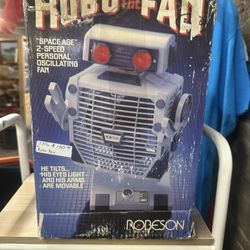 ROBO THE FAN
"SPACE AGE"
2-SPEED
PERSONAL
OSCILLATING
FAN
HE TILTS...
HIS EYES LIGHT
AND HIS ARMS
ARE MOVABLE
ROBESON